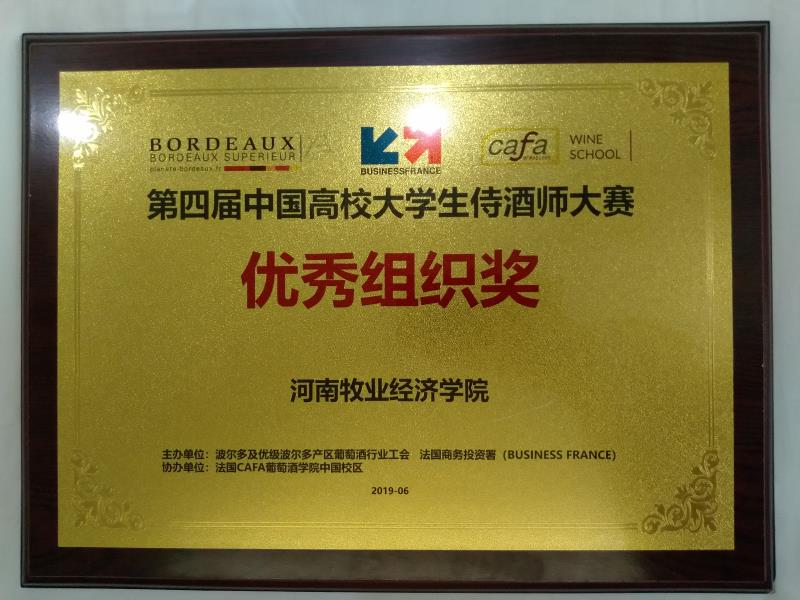 BORDEAUX
BORDEAUX SUPERIEUR
planete-bordeaux.fr
BUSINESSFRANCE
cafa
WINE
SCHOOL
第四届中国高校大学生侍酒师大赛
优秀组织奖
河南牧业经济学院
主办单位：波尔多及优级波尔多产区葡萄酒行业工会 法国商务投资署（BUSINESS FRANCE）
协办单位：法国CAFA葡萄酒学院中国校区
2019-06